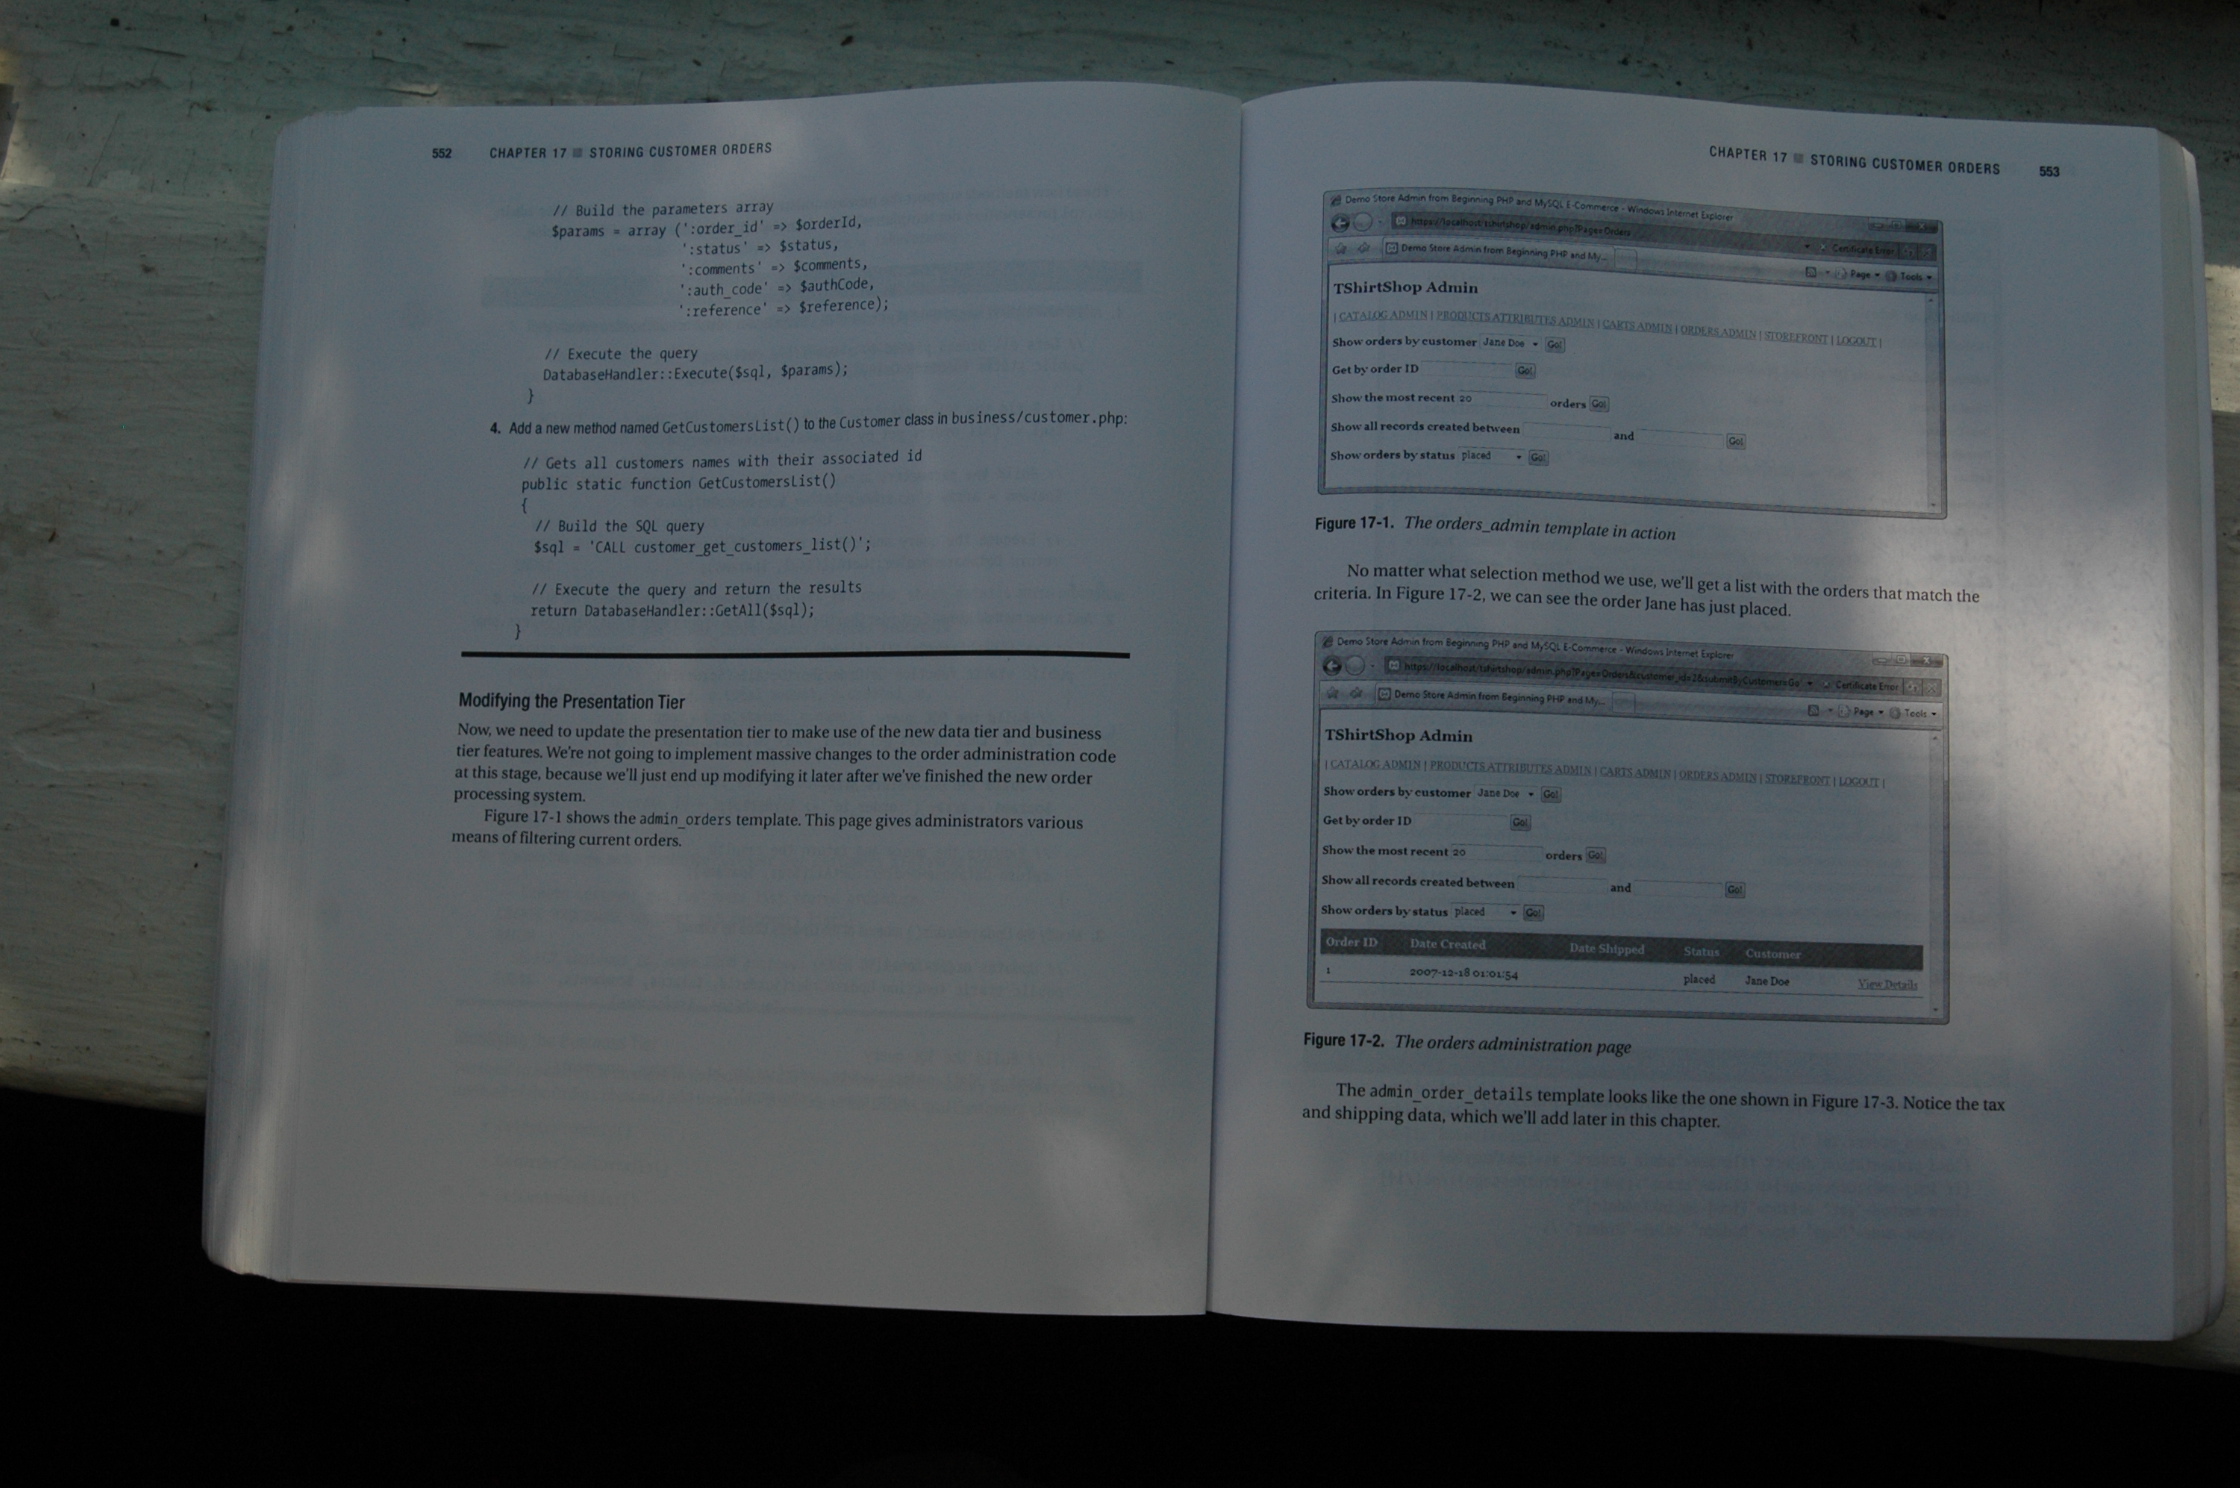 552 CHAPTER 17 ■ STORING CUSTOMER ORDERS
// Build the parameters array
$params = array (':order_id' => $orderId,
':status' => $status,
':comments' => $comments,
':auth_code' => $authCode,
':reference' => $reference);
// Execute the query
DatabaseHandler::Execute($sql, $params);
}
4. Add a new method named GetCustomersList() to the Customer class in business/customer.php:
// Gets all customers names with their associated id
public static function GetCustomersList()
{
// Build the SQL query
$sql = 'CALL customer_get_customers_list()';
// Execute the query and return the results
return DatabaseHandler::GetAll($sql);
}
Modifying the Presentation Tier
Now, we need to update the presentation tier to make use of the new data tier and business
tier features. We're not going to implement massive changes to the order administration code
at this stage, because we'll just end up modifying it later after we've finished the new order
processing system.
Figure 17-1 shows the admin_orders template. This page gives administrators various
means of filtering current orders.
CHAPTER 17 ■ STORING CUSTOMER ORDERS 553
Demo Store Admin from Beginning PHP and MySQL E-Commerce - Windows Internet Explorer
https://localhost/tshirtshop/admin.php?Page=Orders Certificate Error
Demo Store Admin from Beginning PHP and My... Page Tools
TShirtShop Admin
| CATALOG ADMIN | PRODUCTS ATTRIBUTES ADMIN | CARTS ADMIN | ORDERS ADMIN | STOREFRONT | LOGOUT |
Show orders by customer Jane Doe Go!
Get by order ID Go!
Show the most recent 20 orders Go!
Show all records created between and Go!
Show orders by status placed Go!
Figure 17-1. The orders_admin template in action
No matter what selection method we use, we'll get a list with the orders that match the
criteria. In Figure 17-2, we can see the order Jane has just placed.
Demo Store Admin from Beginning PHP and MySQL E-Commerce - Windows Internet Explorer
https://localhost/tshirtshop/admin.php?Page=Orders&customer_id=2&submitByCustomer=Go Certificate Error
Demo Store Admin from Beginning PHP and My... Page Tools
TShirtShop Admin
| CATALOG ADMIN | PRODUCTS ATTRIBUTES ADMIN | CARTS ADMIN | ORDERS ADMIN | STOREFRONT | LOGOUT |
Show orders by customer Jane Doe Go!
Get by order ID Go!
Show the most recent 20 orders Go!
Show all records created between and Go!
Show orders by status placed Go!
Order ID Date Created Date Shipped Status Customer
1 2007-12-18 01:01:54 placed Jane Doe View Details
Figure 17-2. The orders administration page
The admin_order_details template looks like the one shown in Figure 17-3. Notice the tax
and shipping data, which we'll add later in this chapter.